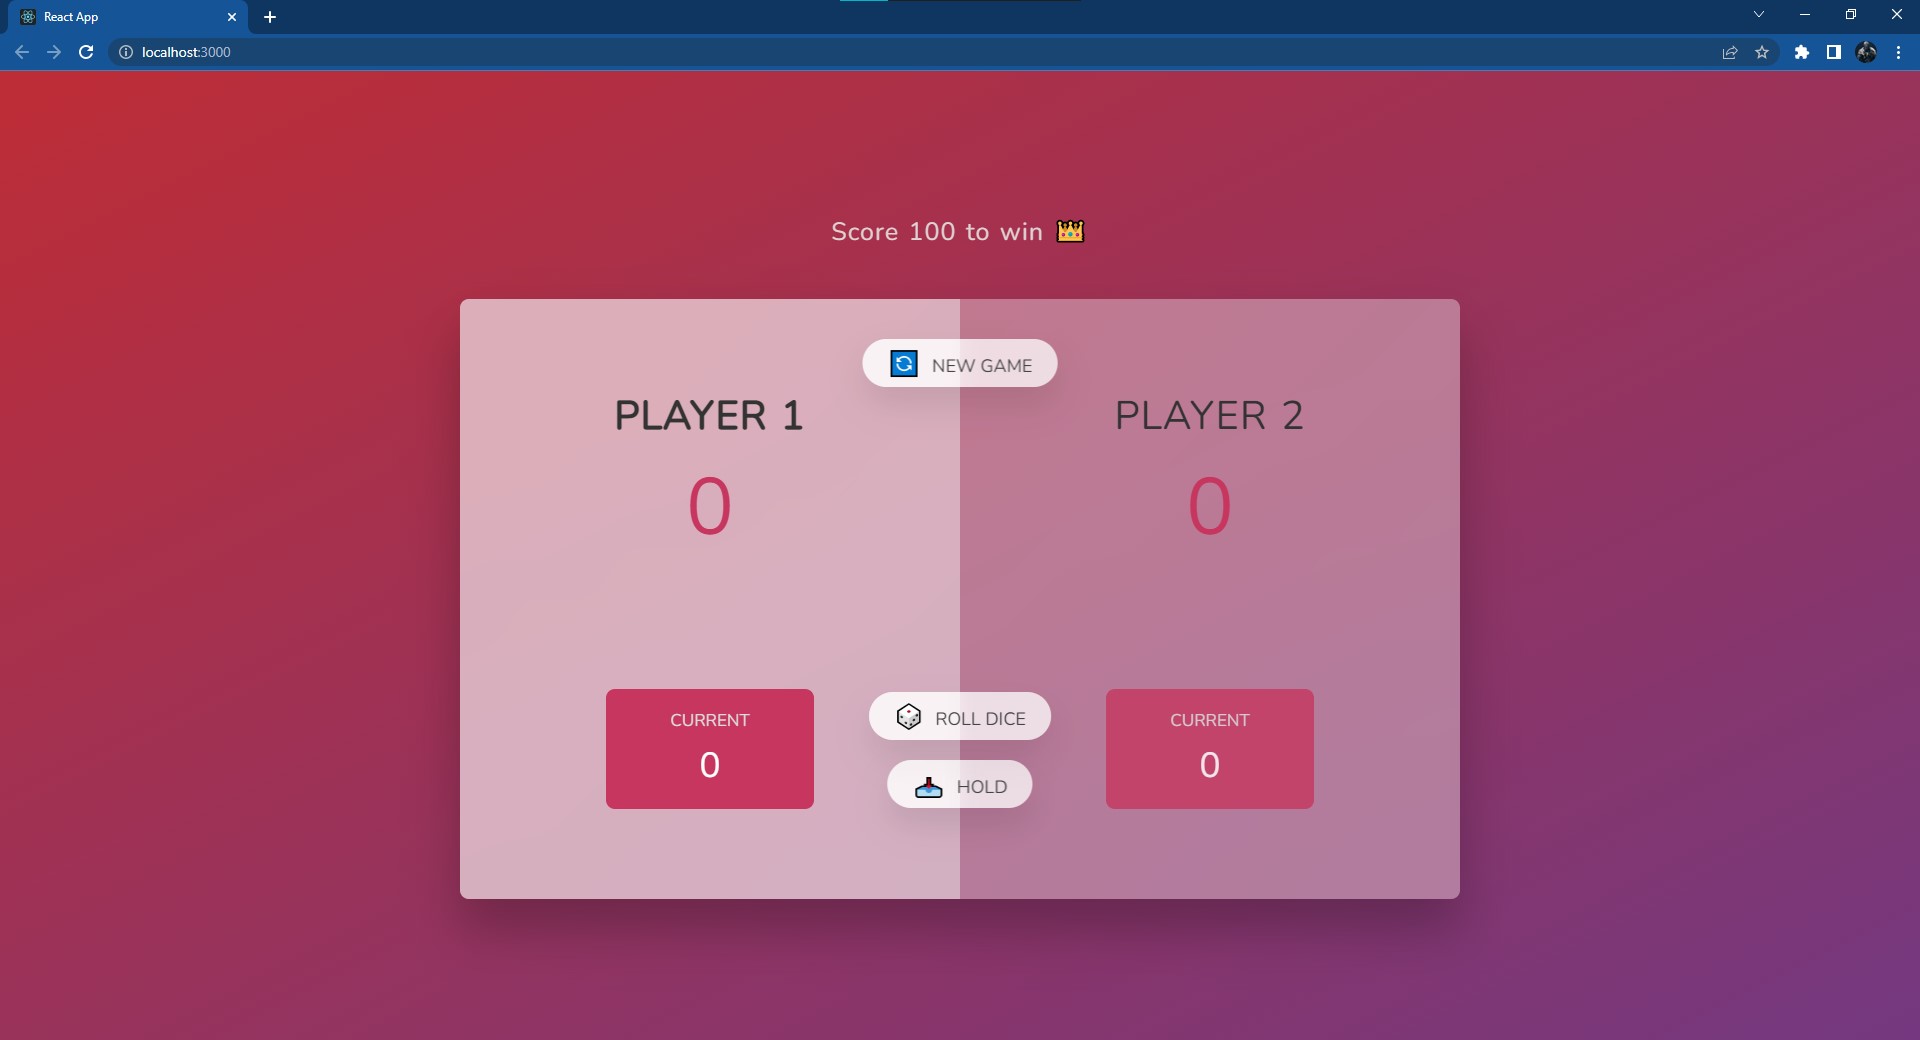 React App
localhost:3000
Score 100 to win 👑
NEW GAME
PLAYER 1
0
CURRENT
0
PLAYER 2
0
CURRENT
0
ROLL DICE
HOLD